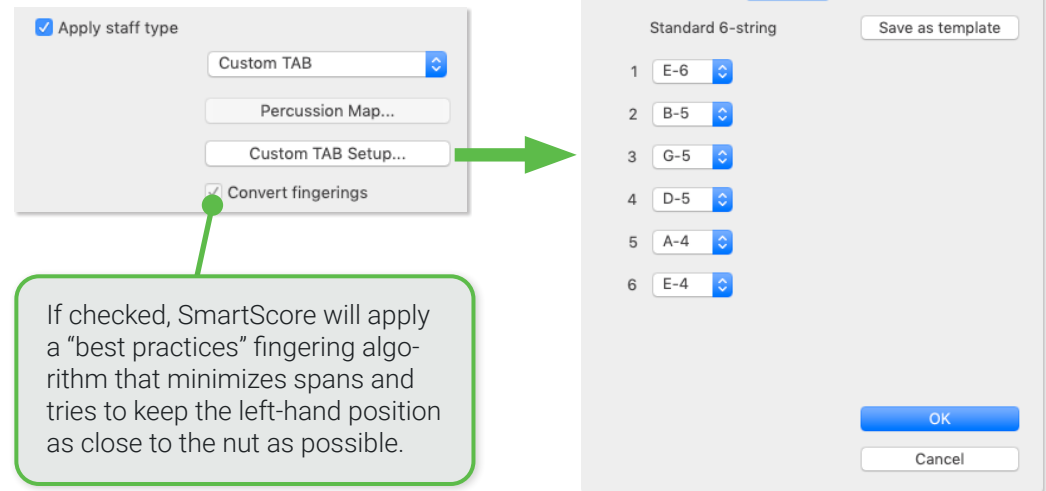 Apply staff type
Custom TAB
Percussion Map...
Custom TAB Setup...
Convert fingerings
If checked, SmartScore will apply
a “best practices” fingering algo-
rithm that minimizes spans and
tries to keep the left-hand position
as close to the nut as possible.
Standard 6-string
Save as template
1 E-6
2 B-5
3 G-5
4 D-5
5 A-4
6 E-4
OK
Cancel